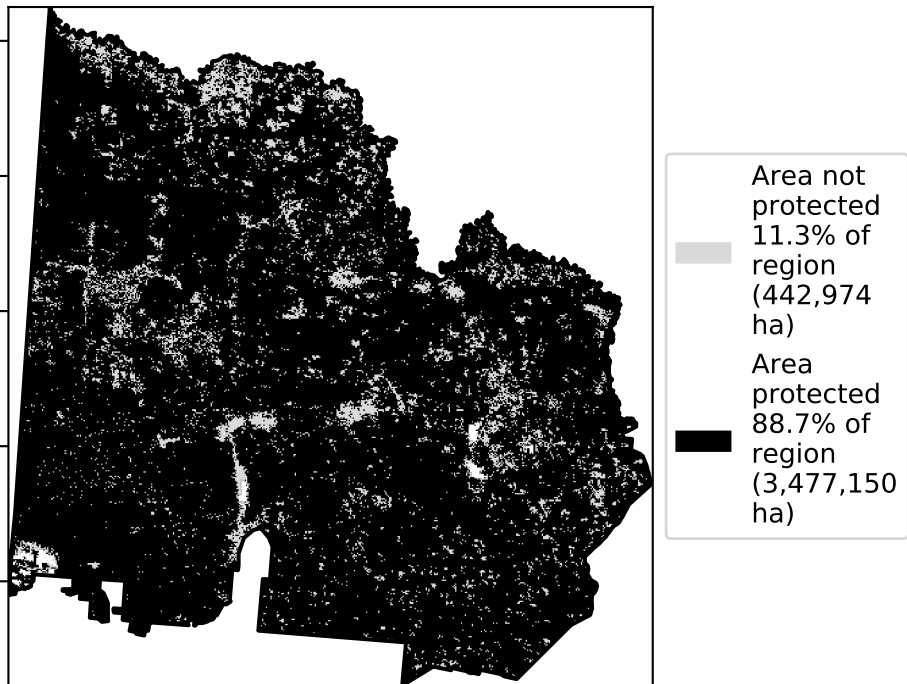 Area not
protected
11.3% of
region
(442,974
ha)
Area
protected
88.7% of
region
(3,477,150
ha)